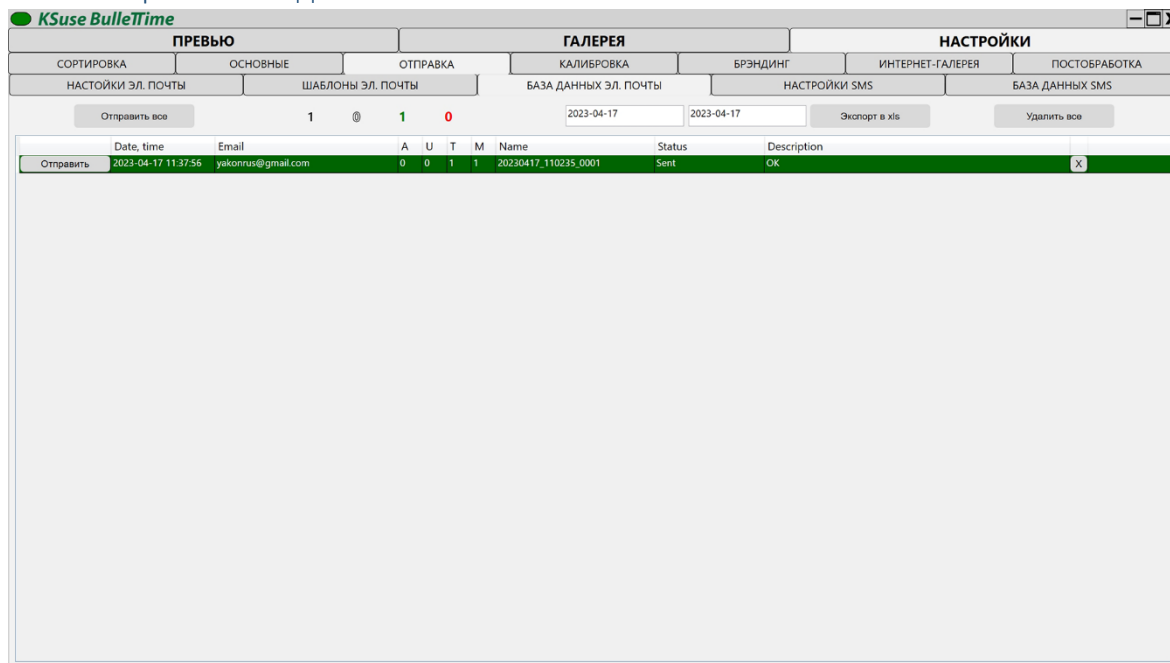 KSuse BulleTime
ПРЕВЬЮ ГАЛЕРЕЯ НАСТРОЙКИ
СОРТИРОВКА ОСНОВНЫЕ ОТПРАВКА КАЛИБРОВКА БРЭНДИНГ ИНТЕРНЕТ-ГАЛЕРЕЯ ПОСТОБРАБОТКА
НАСТОЙКИ ЭЛ. ПОЧТЫ ШАБЛОНЫ ЭЛ. ПОЧТЫ БАЗА ДАННЫХ ЭЛ. ПОЧТЫ НАСТРОЙКИ SMS БАЗА ДАННЫХ SMS
Отправить все 1 0 1 0 2023-04-17 2023-04-17 Экспорт в xls Удалить все
Date, time Email A U T M Name Status Description
Отправить 2023-04-17 11:37:56 yakonrus@gmail.com 0 0 1 1 20230417_110235_0001 Sent OK X